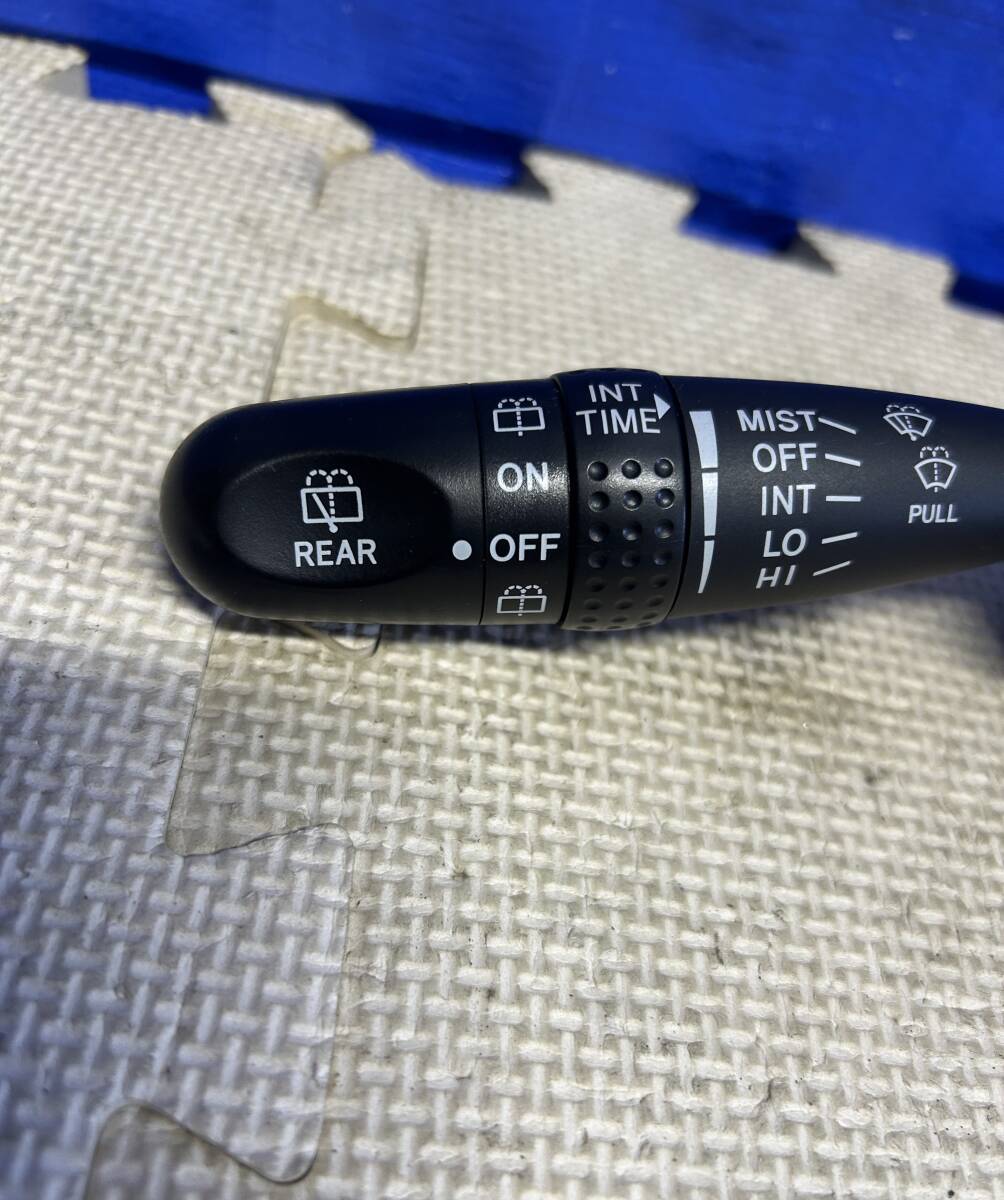 REAR
ON
OFF
INT
TIME
MIST
OFF
INT
LO
HI
PULL